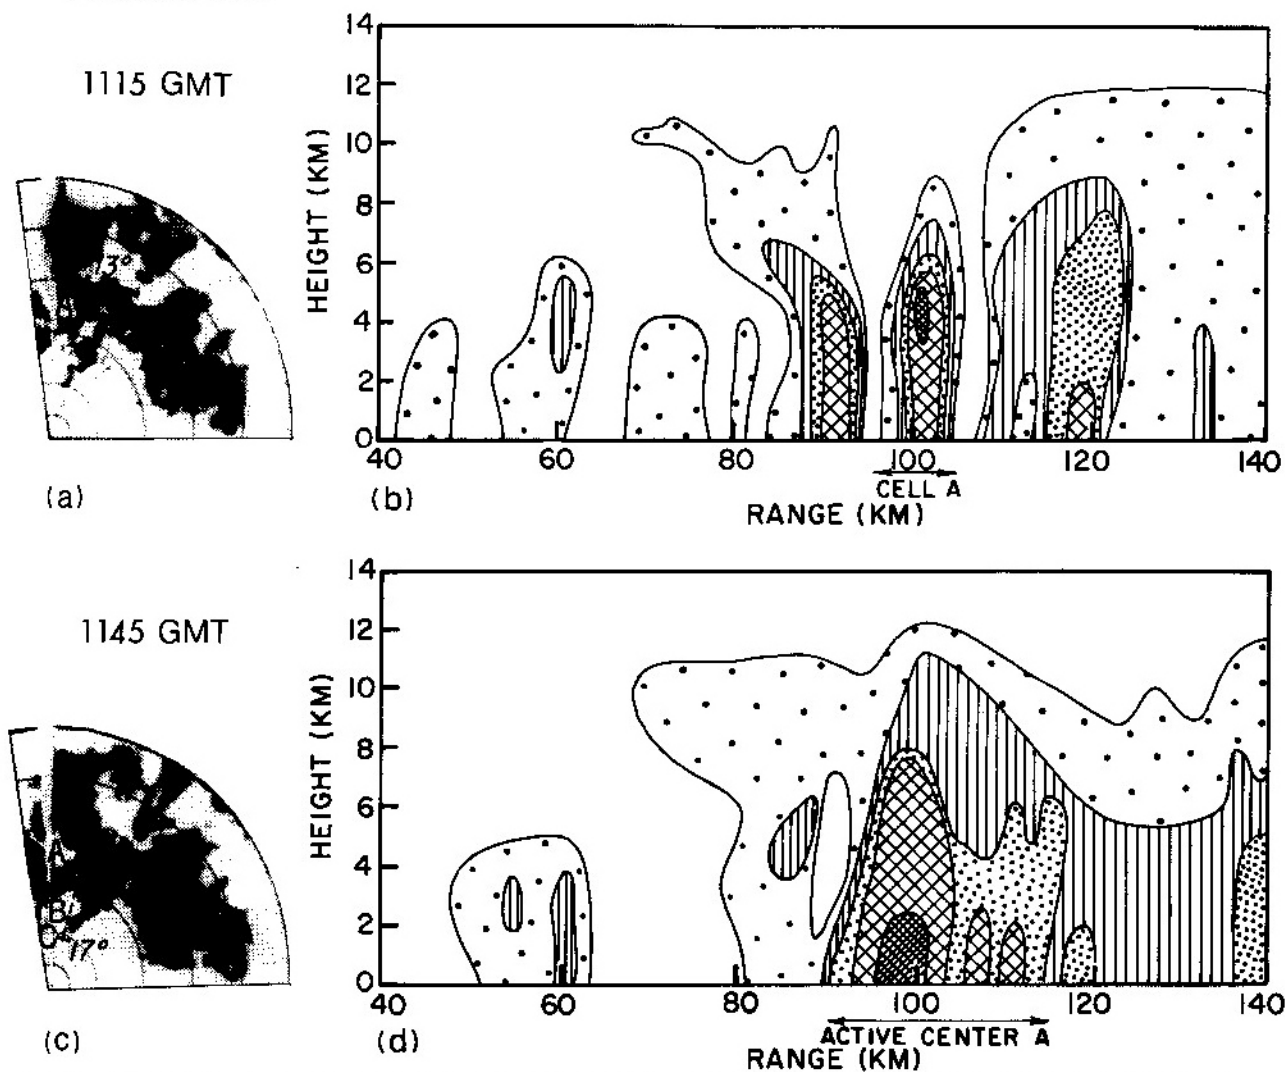 1115 GMT
13°
A
(a)
HEIGHT (KM)
14
12
10
8
6
4
2
0
40 60 80 100 120 140
CELL A
RANGE (KM)
(b)
1145 GMT
A
B
C
17°
(c)
HEIGHT (KM)
14
12
10
8
6
4
2
0
40 60 80 100 120 140
ACTIVE CENTER A
RANGE (KM)
(d)